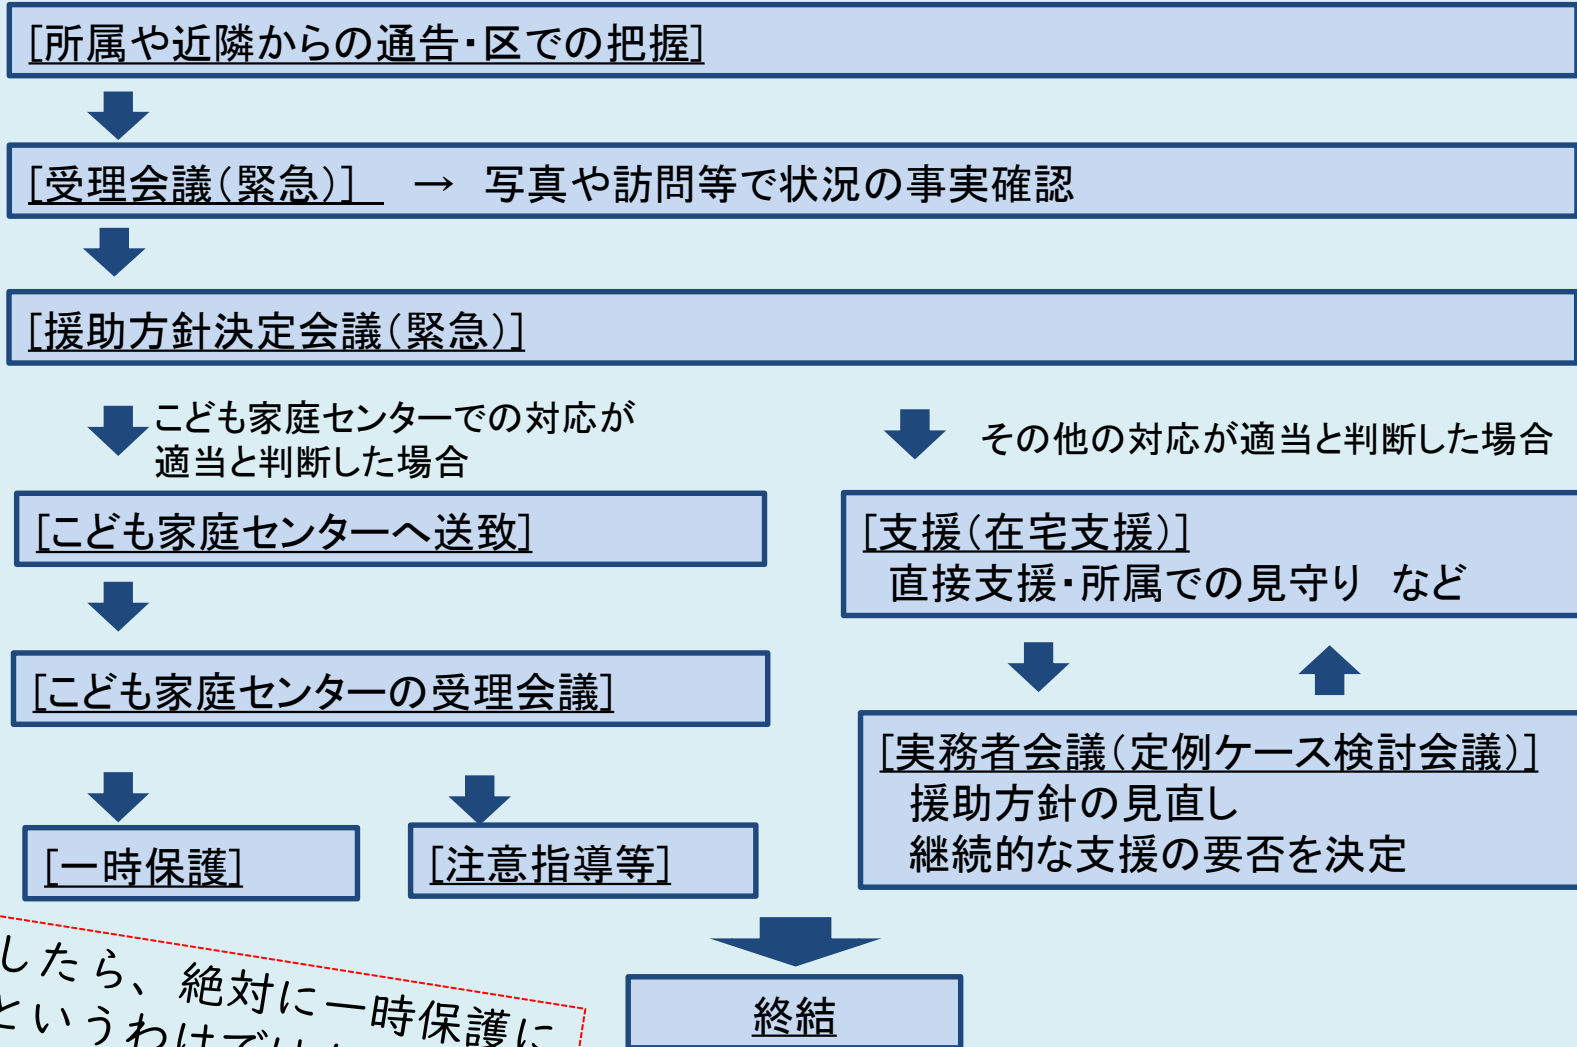 [所属や近隣からの通告・区での把握]
[受理会議(緊急)] → 写真や訪問等で状況の事実確認
[援助方針決定会議(緊急)]
こども家庭センターでの対応が
適当と判断した場合
その他の対応が適当と判断した場合
[こども家庭センターへ送致]
[支援(在宅支援)]
直接支援・所属での見守り など
[こども家庭センターの受理会議]
[実務者会議(定例ケース検討会議)]
援助方針の見直し
継続的な支援の要否を決定
[一時保護]
[注意指導等]
したら、絶対に一時保護に
というわけでは
終結